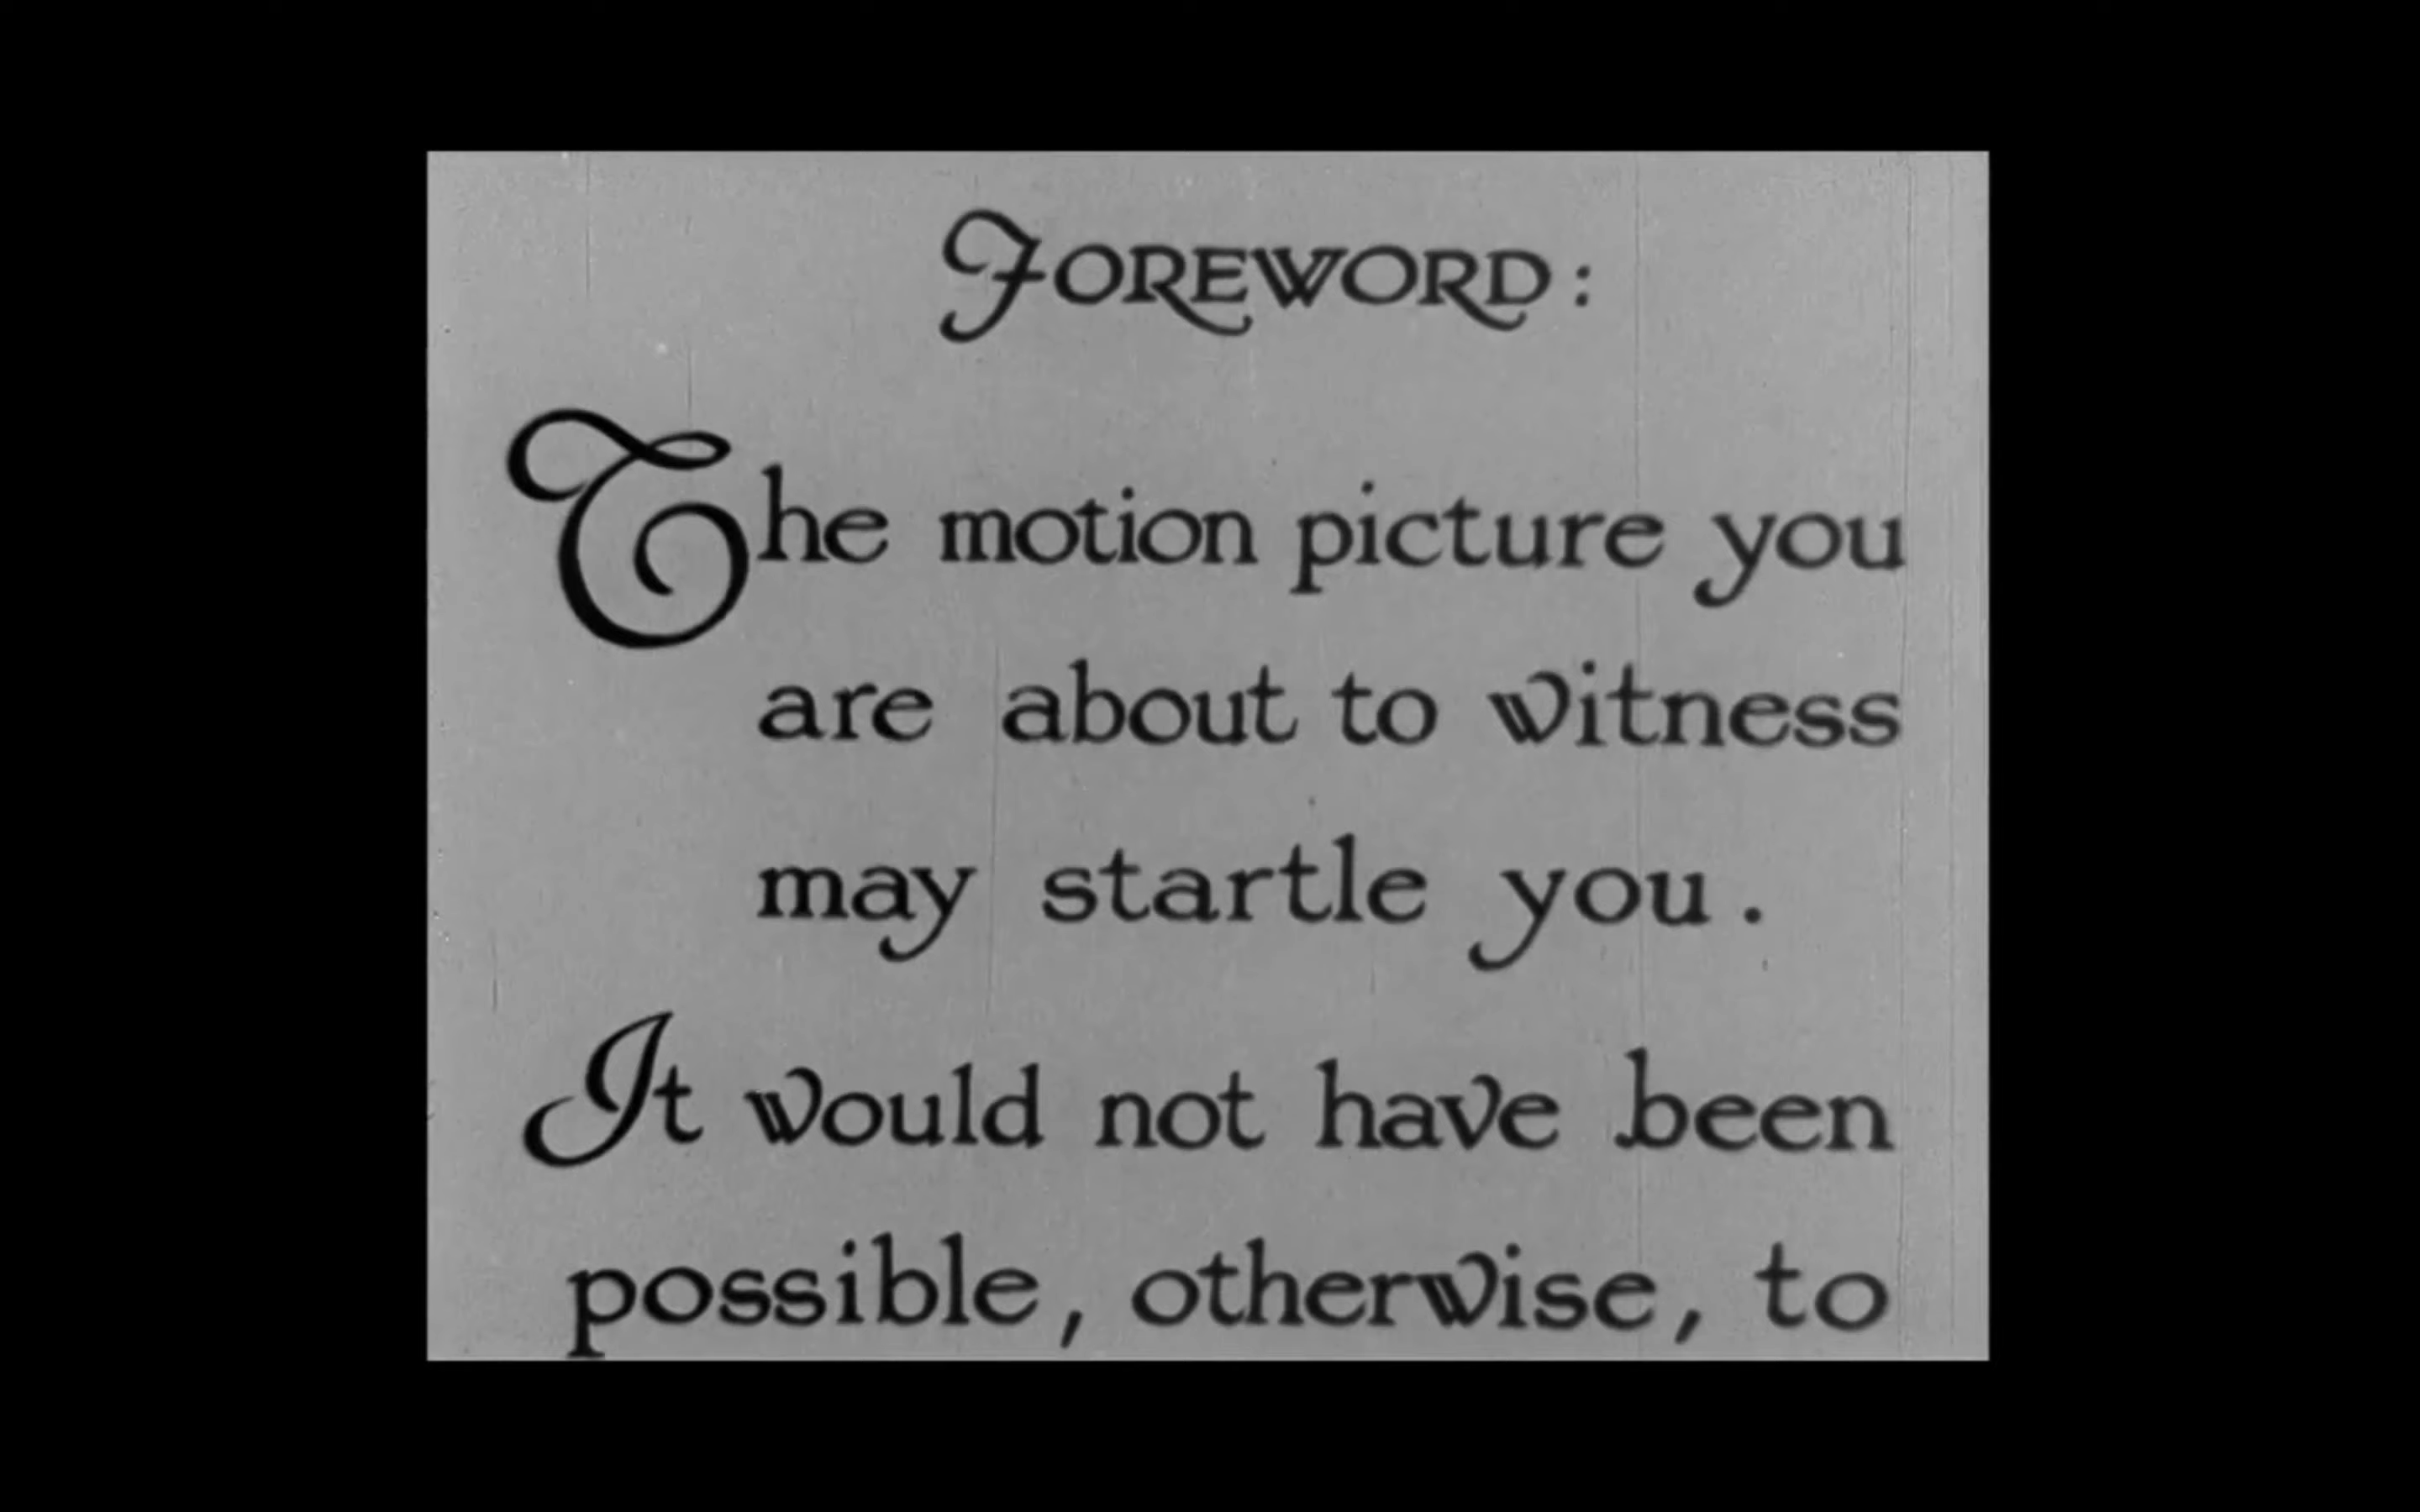 FOREWORD:
The motion picture you
are about to witness
may startle you.
It would not have been
possible, otherwise, to